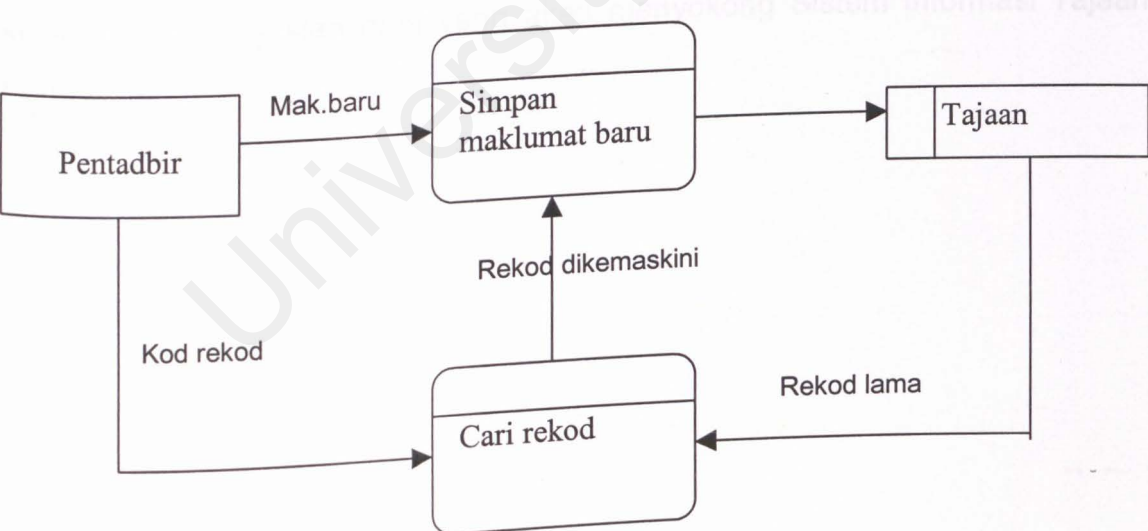 Mak.baru
Simpan
maklumat baru
Tajaan
Pentadbir
Rekod dikemaskini
Kod rekod
Rekod lama
Cari rekod